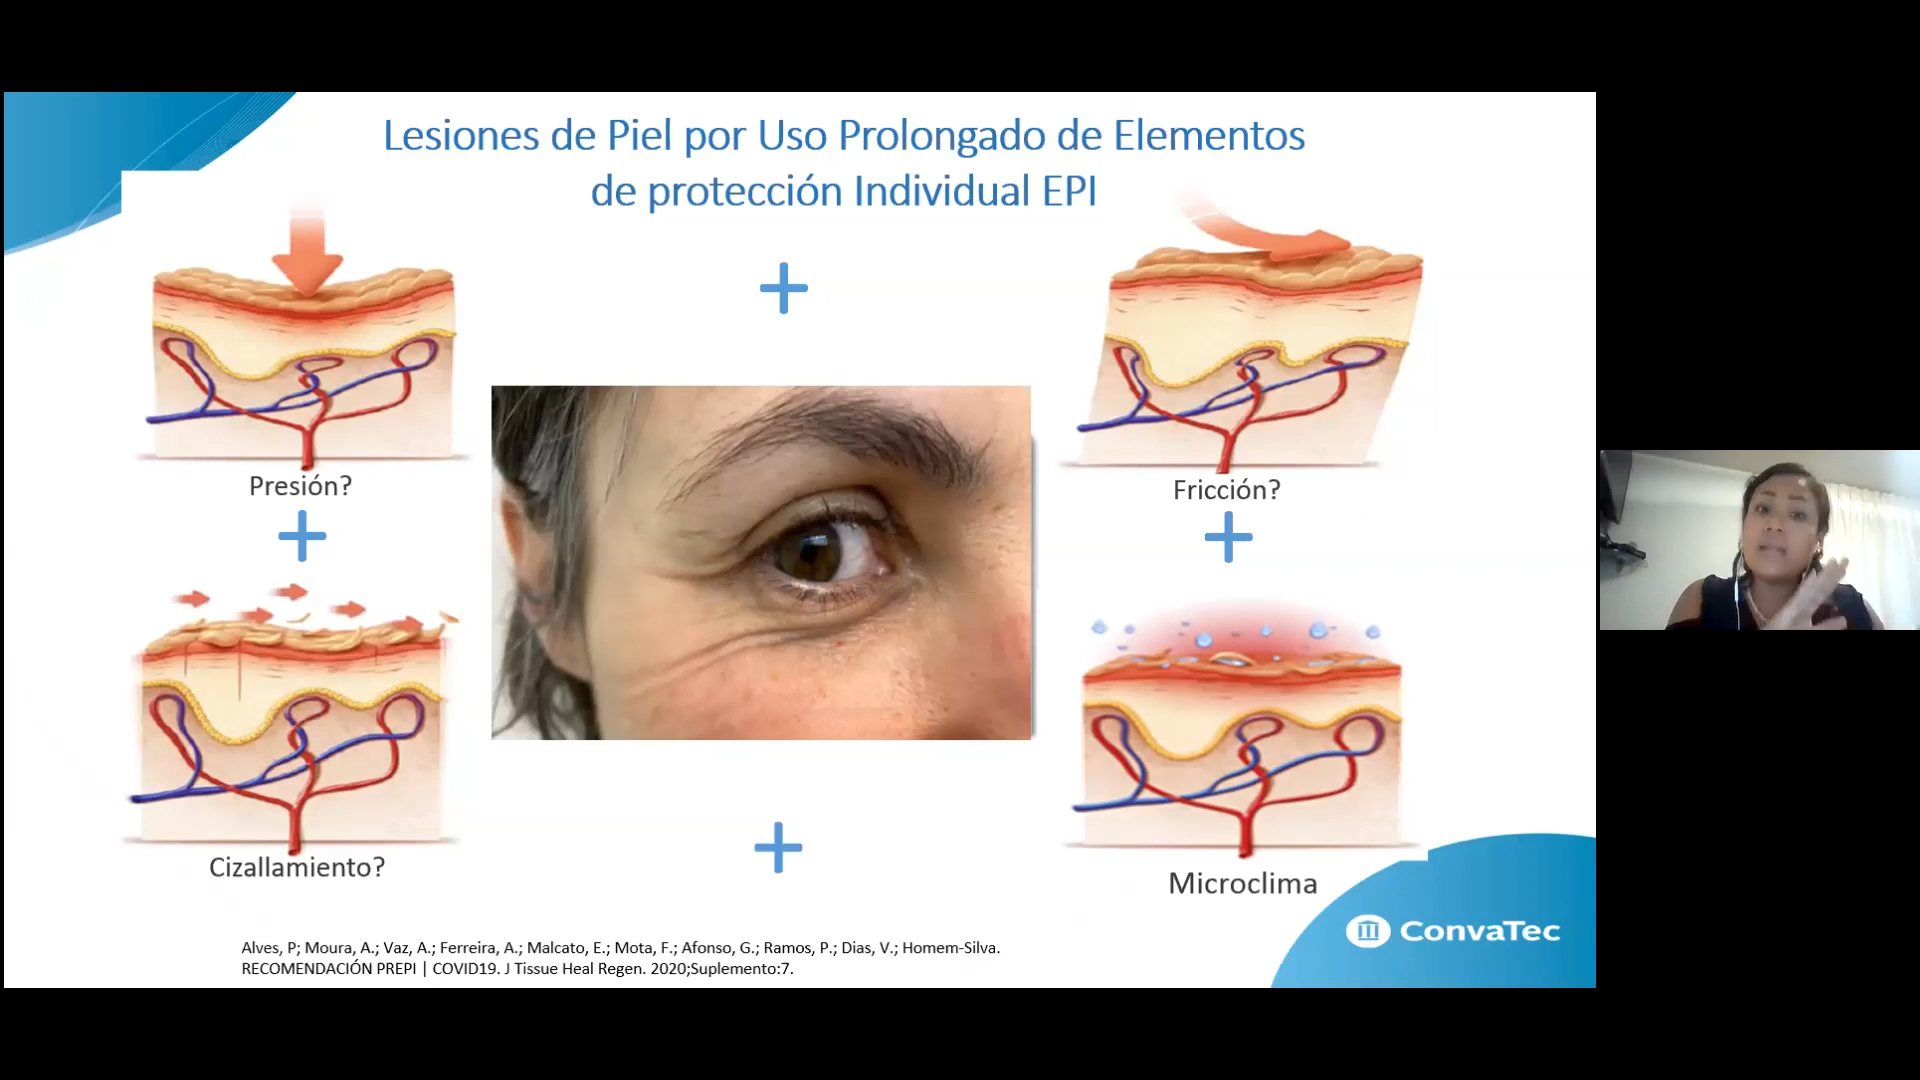 Lesiones de Piel por Uso Prolongado de Elementos
de protección Individual EPI
Presión?
Fricción?
Cizallamiento?
Microclima
ConvaTec
Alves, P; Moura, A.; Vaz, A.; Ferreira, A.; Malcato, E.; Mota, F.; Afonso, G.; Ramos, P.; Dias, V.; Homem-Silva.
RECOMENDACIÓN PREPI | COVID19. J Tissue Heal Regen. 2020;Suplemento:7.